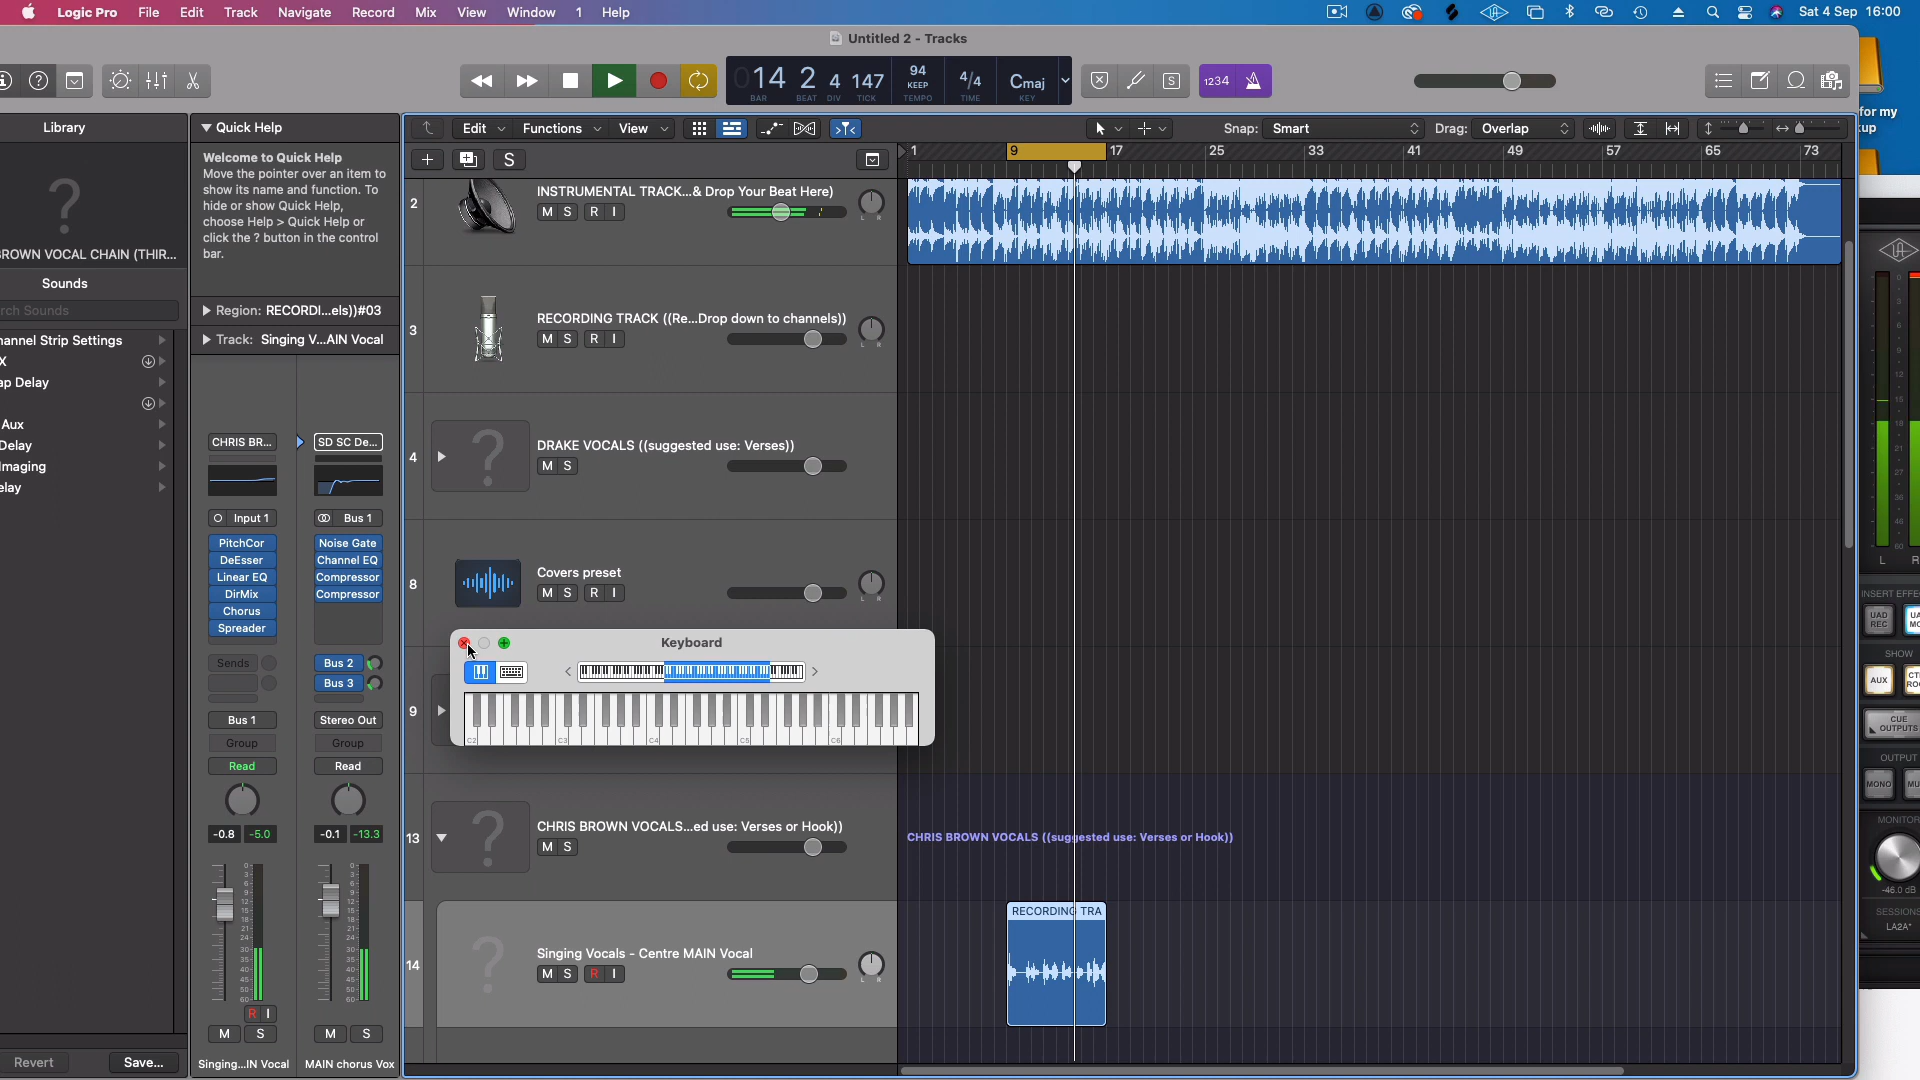 Logic Pro File Edit Track Navigate Record Mix View Window 1 Help
Sat 4 Sep 16:00
Untitled 2 - Tracks
014 2 4 147
BAR BEAT DIV TICK
94
KEEP
TEMPO
4/4
TIME
Cmaj
KEY
1234
for my
Library
BROWN VOCAL CHAIN (THIR...
Sounds
rch Sounds
hannel Strip Settings
X
ap Delay
Aux
Delay
Imaging
elay
Revert
Save...
Quick Help
Welcome to Quick Help
Move the pointer over an item to
show its name and function. To
hide or show Quick Help,
choose Help > Quick Help or
click the ? button in the control
bar.
Region: RECORDI...els))#03
Track: Singing V...AIN Vocal
CHRIS BR...
SD SC De...
Input 1
Bus 1
PitchCor
DeEsser
Linear EQ
DirMix
Chorus
Spreader
Noise Gate
Channel EQ
Compressor
Compressor
Sends
Bus 2
Bus 3
Bus 1
Stereo Out
Group
Group
Read
Read
-0.8 -5.0
-0.1 -13.3
R I
M S
M S
Singing...IN Vocal
MAIN chorus Vox
Edit Functions View
Snap: Smart
Drag: Overlap
S
1 9 17 25 33 41 49 57 65 73
2
INSTRUMENTAL TRACK...& Drop Your Beat Here)
M S R I
L R
3
RECORDING TRACK ((Re...Drop down to channels))
M S R I
L R
4
DRAKE VOCALS ((suggested use: Verses))
M S
8
Covers preset
M S R I
L R
9
Keyboard
C2 C3 C4 C5 C6
13
CHRIS BROWN VOCALS...ed use: Verses or Hook))
M S
CHRIS BROWN VOCALS ((suggested use: Verses or Hook))
14
Singing Vocals - Centre MAIN Vocal
M S R I
L R
RECORDING TRA
L R
INSERT EFFE
UAD
REC
SHOW
AUX
CUE
OUTPUTS
OUTPUT
MONO
MONITOR
-46.0 dB
SESSIONS
LA2A*